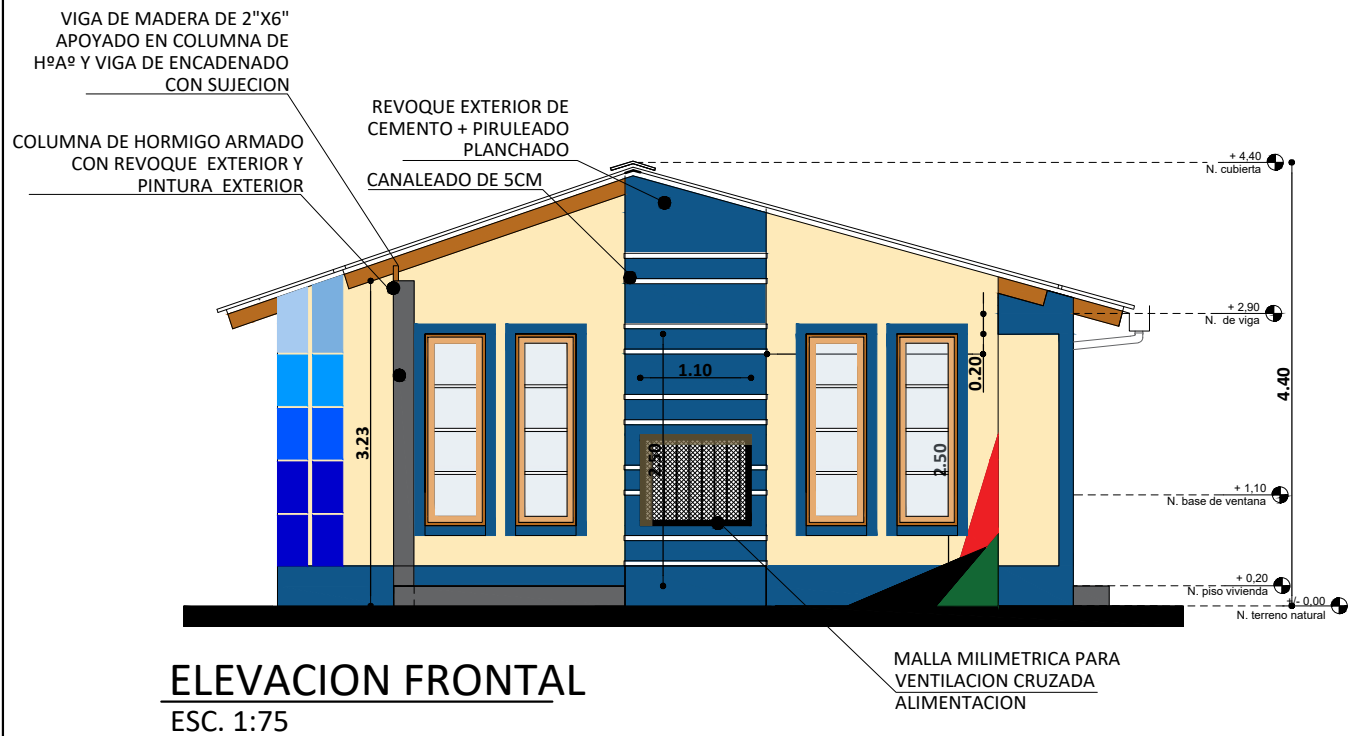 VIGA DE MADERA DE 2"X6"
APOYADO EN COLUMNA DE
HºAº Y VIGA DE ENCADENADO
CON SUJECION
COLUMNA DE HORMIGO ARMADO
CON REVOQUE EXTERIOR Y
PINTURA EXTERIOR
REVOQUE EXTERIOR DE
CEMENTO + PIRULEADO
PLANCHADO
CANALEADO DE 5CM
+ 4,40
N. cubierta
+ 2,90
N. de viga
1.10
0.20
4.40
3.23
2.50
2.50
+ 1,10
N. base de ventana
+ 0,20
N. piso vivienda
+/- 0.00
N. terreno natural
MALLA MILIMETRICA PARA
VENTILACION CRUZADA
ALIMENTACION
ELEVACION FRONTAL
ESC. 1:75